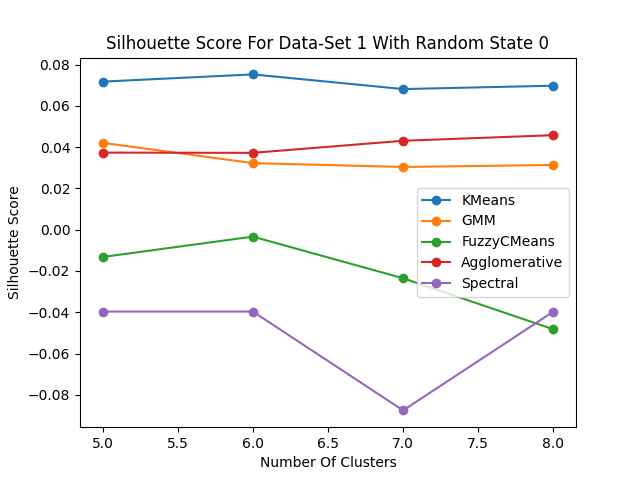 Silhouette Score For Data-Set 1 With Random State 0
Silhouette Score
0.08
0.06
0.04
0.02
0.00
−0.02
−0.04
−0.06
−0.08
KMeans
GMM
FuzzyCMeans
Agglomerative
Spectral
5.0 5.5 6.0 6.5 7.0 7.5 8.0
Number Of Clusters